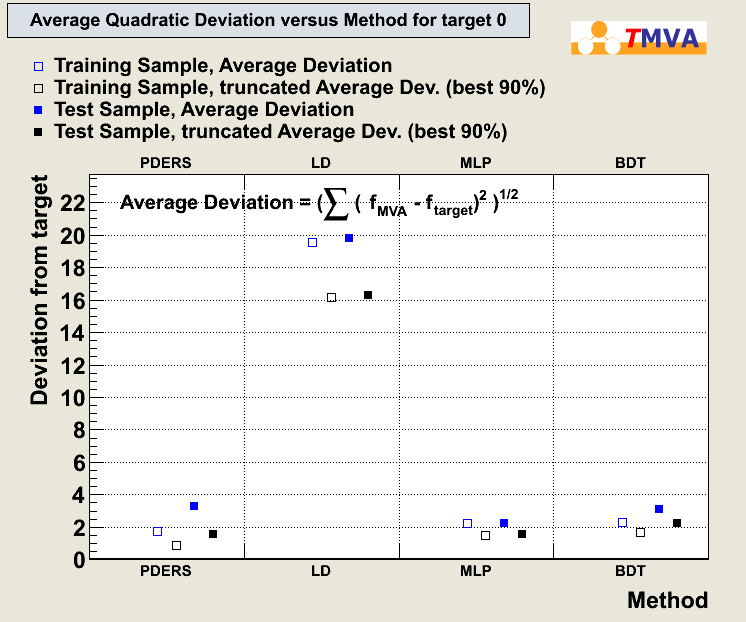 Average Quadratic Deviation versus Method for target 0
TMVA
Training Sample, Average Deviation
Training Sample, truncated Average Dev. (best 90%)
Test Sample, Average Deviation
Test Sample, truncated Average Dev. (best 90%)
PDERS LD MLP BDT
Average Deviation = (∑ ( f_MVA - f_target)^2 )^1/2
Deviation from target
22
20
18
16
14
12
10
8
6
4
2
0
PDERS LD MLP BDT
Method